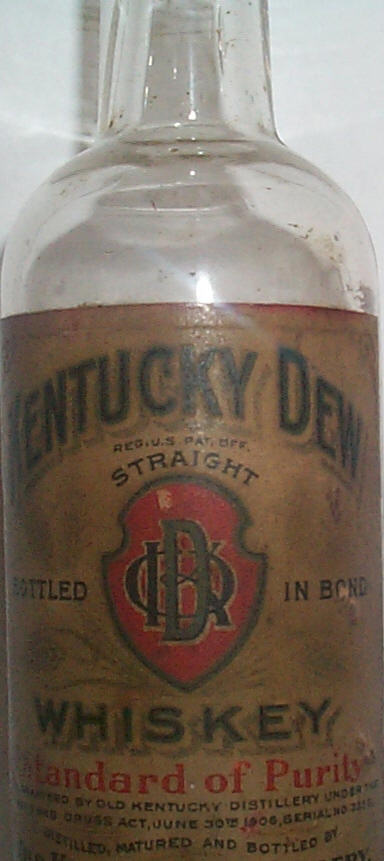 KENTUCKY DEW
REG. U.S. PAT. OFF.
STRAIGHT
BOTTLED IN BOND
WHISKEY
Standard of Purity
BY OLD KENTUCKY DISTILLERY UNDER THE
DRUGS ACT, JUNE 30TH 1906, SERIAL NO.
DISTILLED, MATURED AND BOTTLED BY